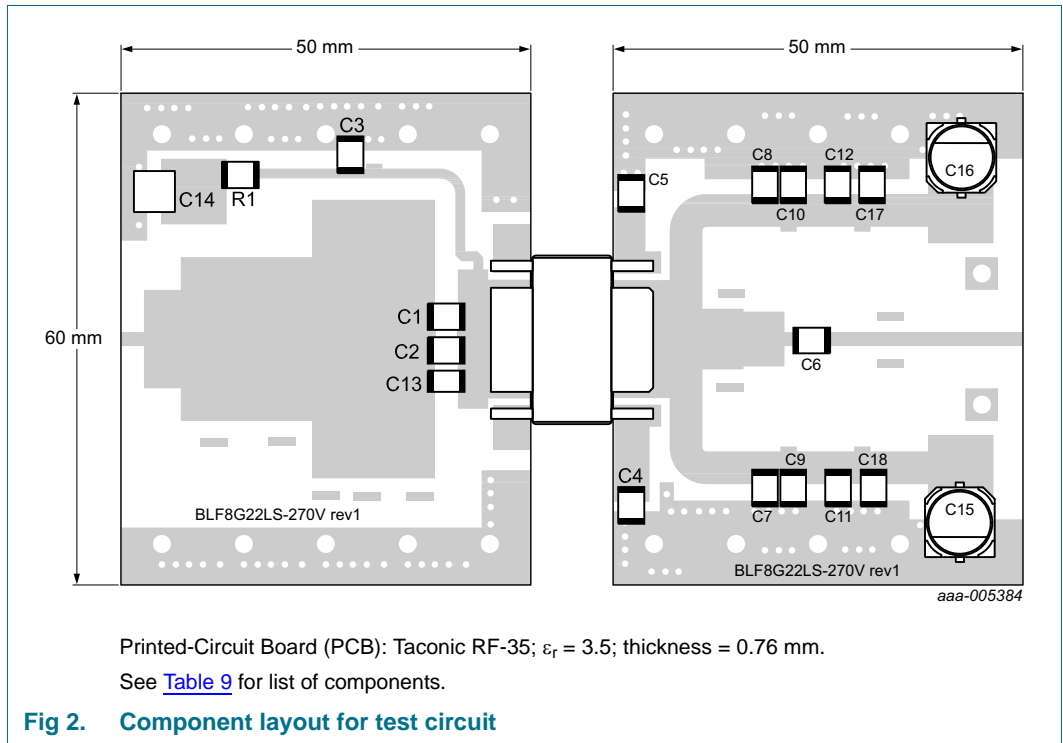 50 mm
50 mm
60 mm
C3
C14
R1
C1
C2
C13
BLF8G22LS-270V rev1
C5
C8
C12
C16
C10
C17
C6
C4
C9
C18
C7
C11
C15
BLF8G22LS-270V rev1
aaa-005384
Printed-Circuit Board (PCB): Taconic RF-35; εr = 3.5; thickness = 0.76 mm.
See Table 9 for list of components.
Fig 2. Component layout for test circuit